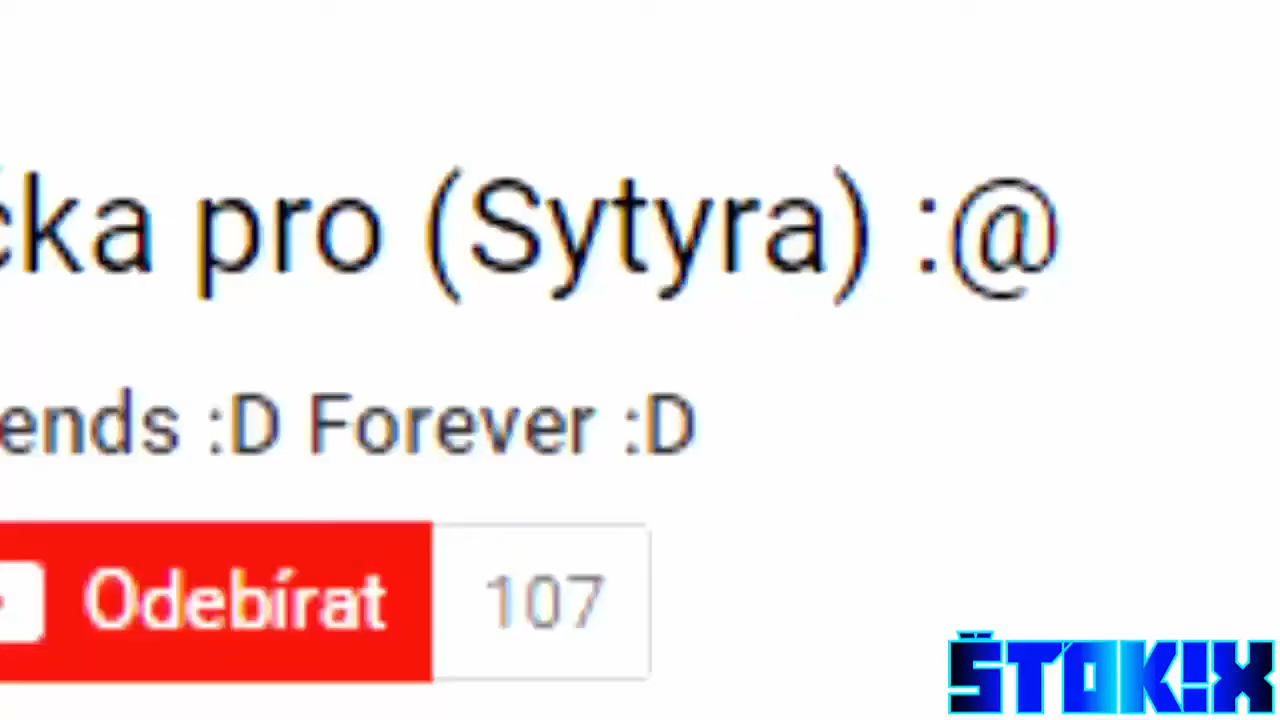 čka pro (Sytyra) :@
ends :D Forever :D
Odebírat 107
ŠTOK!X